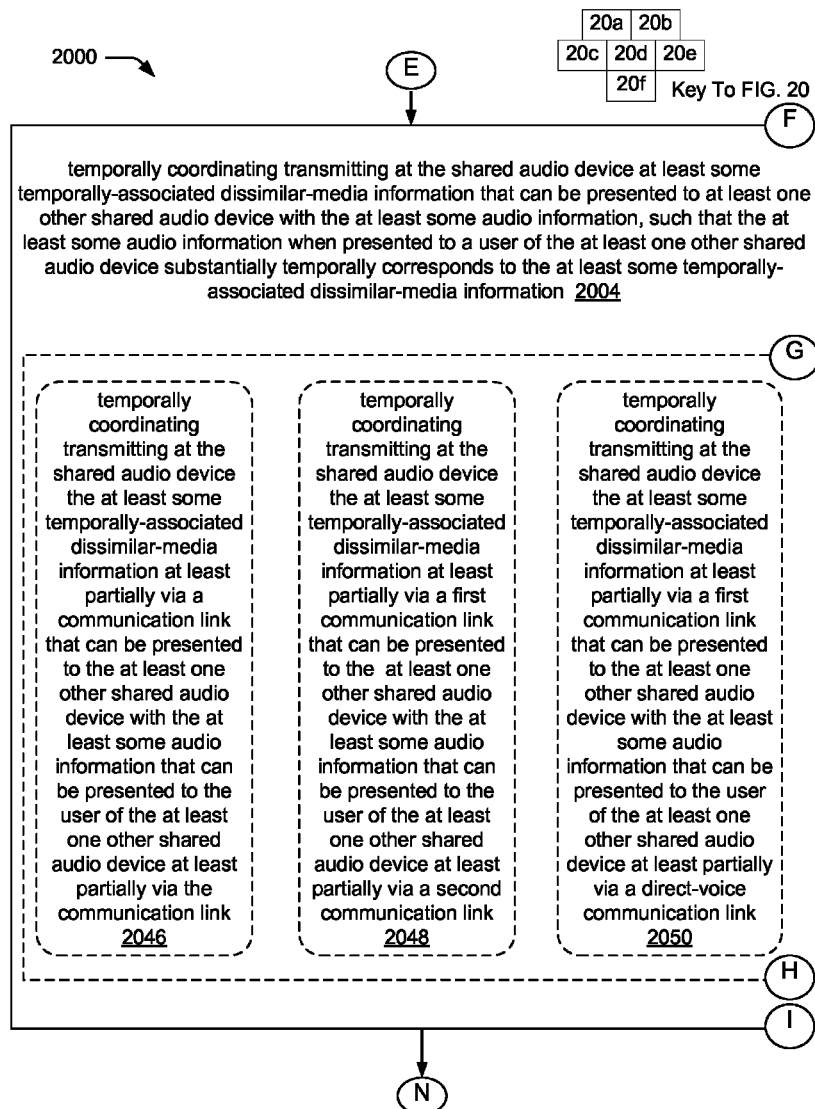 20a 20b
20c 20d 20e
20f
Key To FIG. 20
2000
E
F
temporally coordinating transmitting at the shared audio device at least some
temporally-associated dissimilar-media information that can be presented to at least one
other shared audio device with the at least some audio information, such that the at
least some audio information when presented to a user of the at least one other shared
audio device substantially temporally corresponds to the at least some temporally-
associated dissimilar-media information 2004
G
temporally
coordinating
transmitting at the
shared audio device
the at least some
temporally-associated
dissimilar-media
information at least
partially via a
communication link
that can be presented
to the at least one
other shared audio
device with the at
least some audio
information that can
be presented to the
user of the at least
one other shared
audio device at least
partially via the
communication link
2046
temporally
coordinating
transmitting at the
shared audio device
the at least some
temporally-associated
dissimilar-media
information at least
partially via a first
communication link
that can be presented
to the at least one
other shared audio
device with the at
least some audio
information that can
be presented to the
user of the at least
one other shared
audio device at least
partially via a second
communication link
2048
temporally
coordinating
transmitting at the
shared audio device
the at least some
temporally-associated
dissimilar-media
information at least
partially via a first
communication link
that can be presented
to the at least one
other shared audio
device with the at least
some audio
information that can be
presented to the user
of the at least one
other shared audio
device at least partially
via a direct-voice
communication link
2050
H
I
N